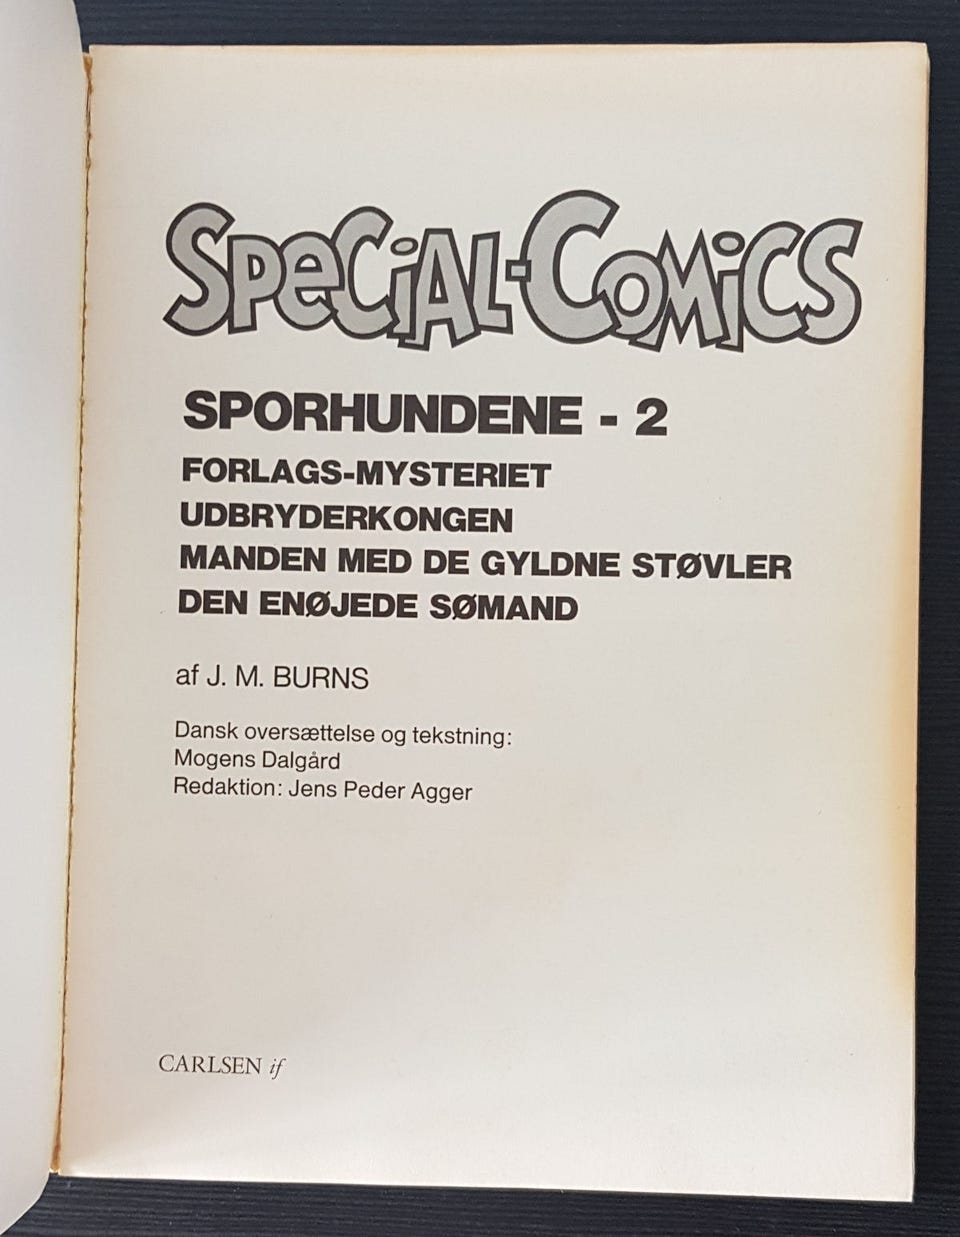 SPECiAL-COMiCS
SPORHUNDENE - 2
FORLAGS-MYSTERIET
UDBRYDERKONGEN
MANDEN MED DE GYLDNE STØVLER
DEN ENØJEDE SØMAND
af J. M. BURNS
Dansk oversættelse og tekstning:
Mogens Dalgård
Redaktion: Jens Peder Agger
CARLSEN if